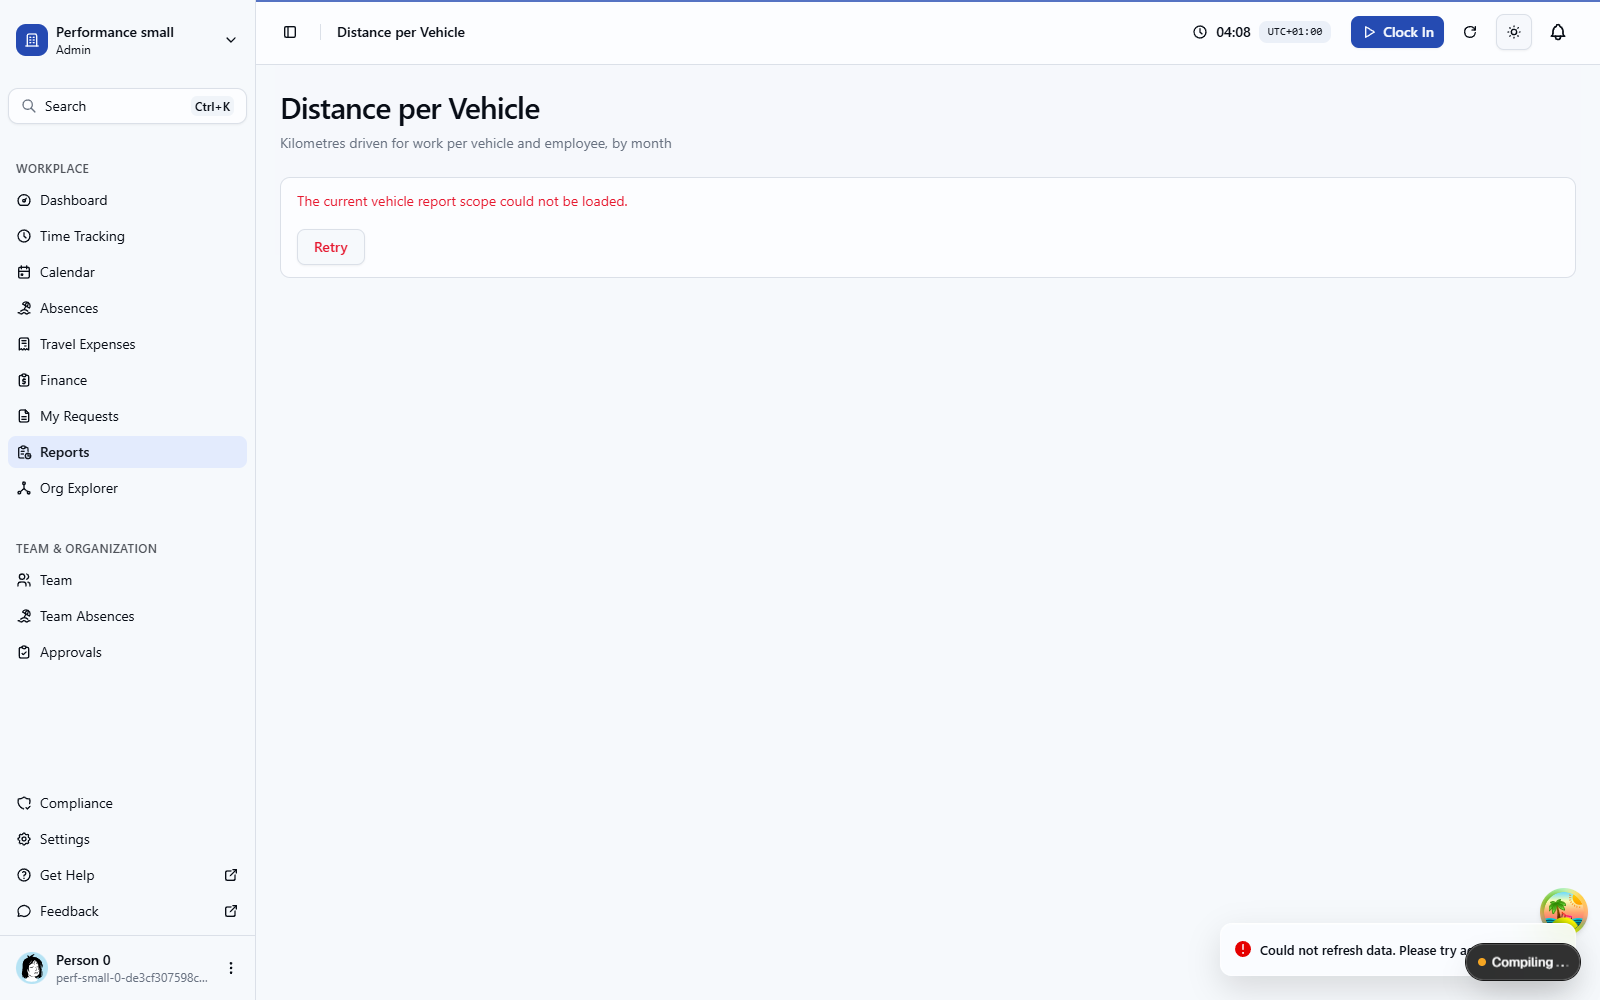 Performance small
Admin
Search
Ctrl+K
WORKPLACE
Dashboard
Time Tracking
Calendar
Absences
Travel Expenses
Finance
My Requests
Reports
Org Explorer
TEAM & ORGANIZATION
Team
Team Absences
Approvals
Compliance
Settings
Get Help
Feedback
Person 0
perf-small-0-de3cf307598c...
Distance per Vehicle
04:08
UTC+01:00
Clock In
Distance per Vehicle
Kilometres driven for work per vehicle and employee, by month
The current vehicle report scope could not be loaded.
Retry
Could not refresh data. Please try
Compiling ...